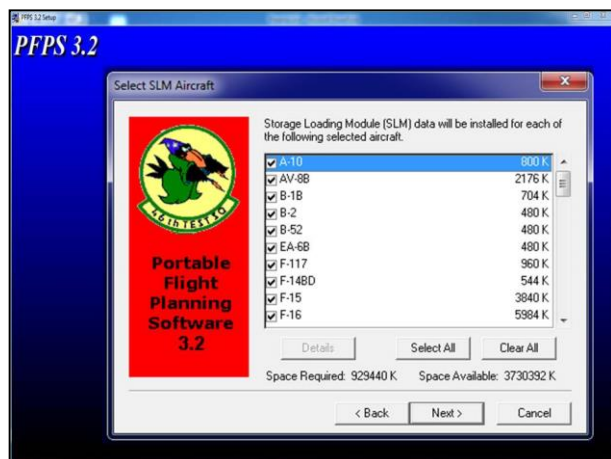 PFPS 3.2 Setup
PFPS 3.2
Select SLM Aircraft
Storage Loading Module (SLM) data will be installed for each of
the following selected aircraft.
A-10 800 K
AV-8B 2176 K
B-1B 704 K
B-2 480 K
B-52 480 K
EA-6B 480 K
F-117 960 K
F-14BD 544 K
F-15 3840 K
F-16 5984 K
46th TEST SQ
Portable
Flight
Planning
Software
3.2
Details Select All Clear All
Space Required: 929440 K Space Available: 3730392 K
< Back Next > Cancel